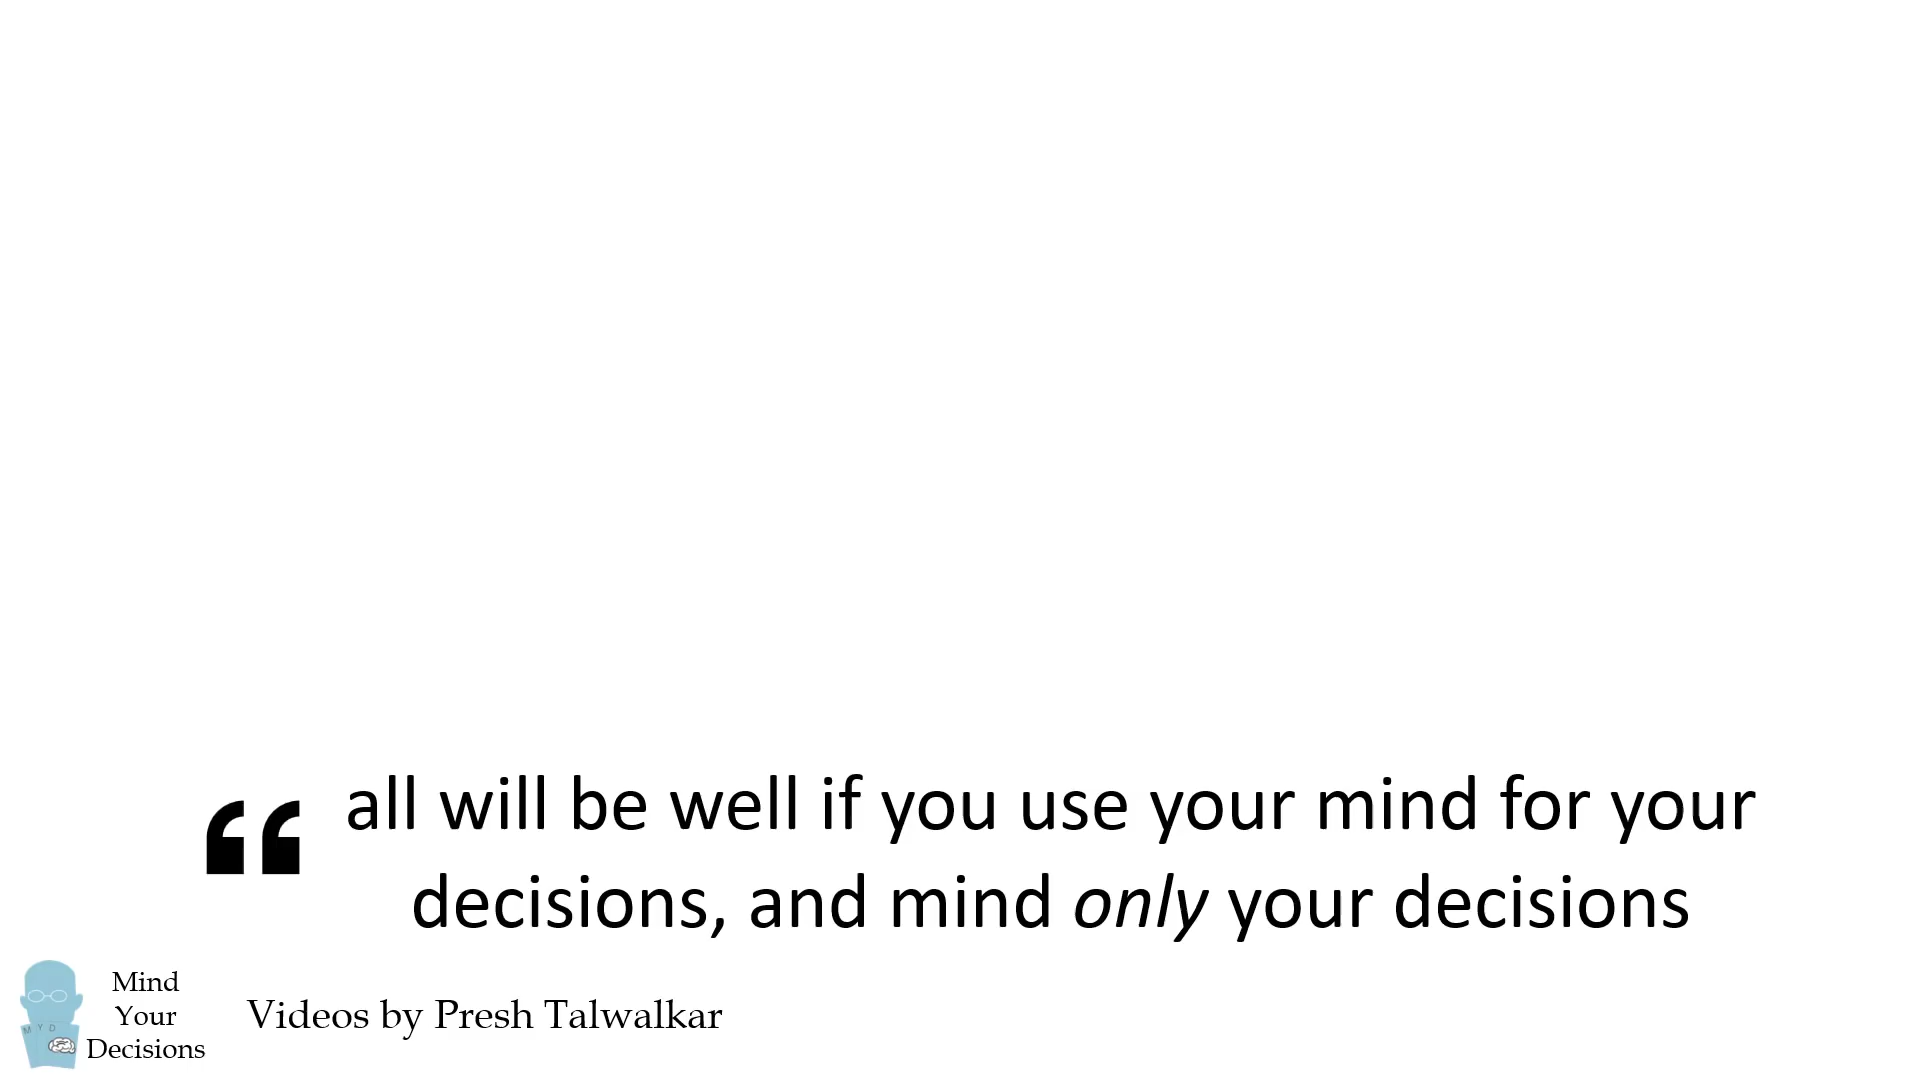 “ all will be well if you use your mind for your
decisions, and mind only your decisions
Mind
Your
Decisions
Videos by Presh Talwalkar
M Y D